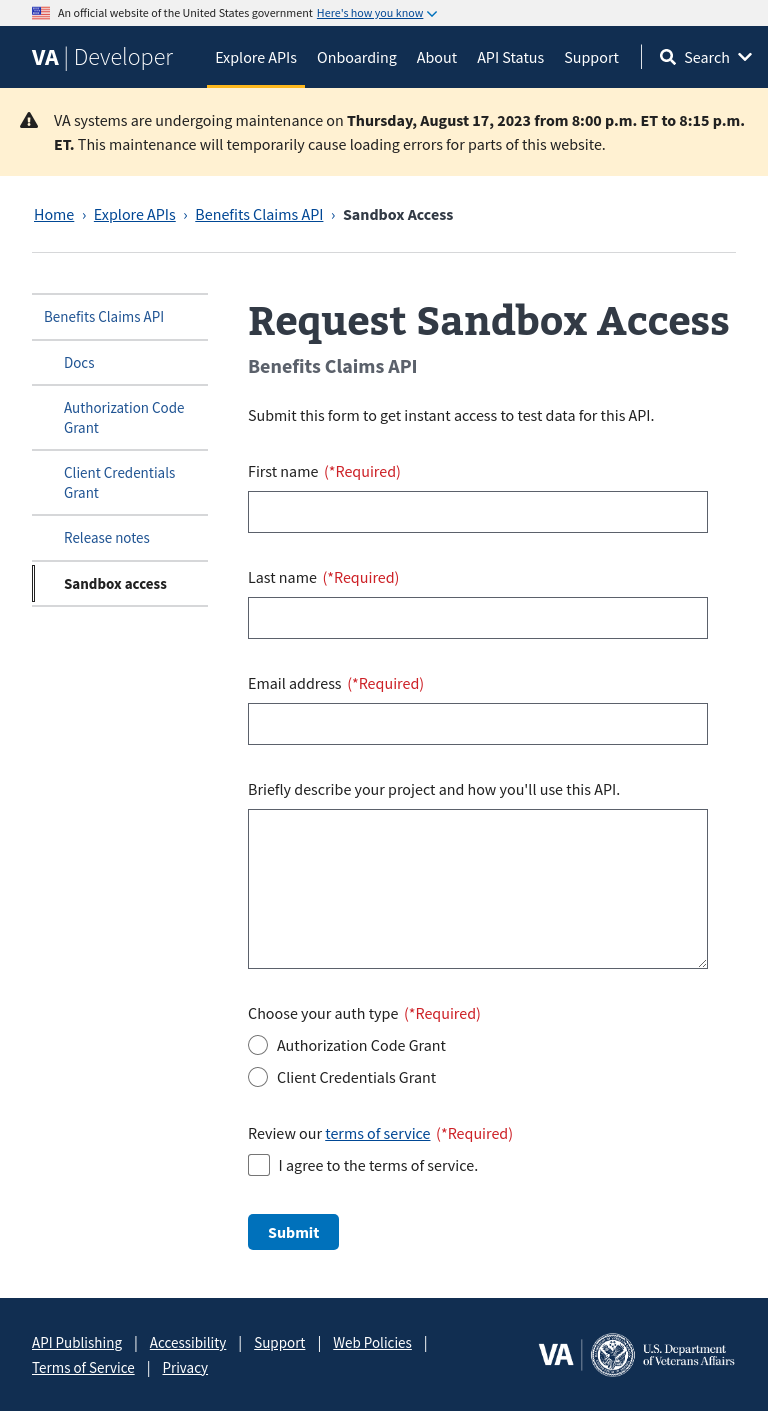 An official website of the United States government Here's how you know
VA | Developer
Explore APIs
Onboarding
About
API Status
Support
Search
VA systems are undergoing maintenance on Thursday, August 17, 2023 from 8:00 p.m. ET to 8:15 p.m.
ET. This maintenance will temporarily cause loading errors for parts of this website.
Home › Explore APIs › Benefits Claims API › Sandbox Access
Benefits Claims API
Docs
Authorization Code
Grant
Client Credentials
Grant
Release notes
Sandbox access
Request Sandbox Access
Benefits Claims API
Submit this form to get instant access to test data for this API.
First name (*Required)
Last name (*Required)
Email address (*Required)
Briefly describe your project and how you'll use this API.
Choose your auth type (*Required)
Authorization Code Grant
Client Credentials Grant
Review our terms of service (*Required)
I agree to the terms of service.
Submit
API Publishing | Accessibility | Support | Web Policies |
Terms of Service | Privacy
VA
U.S. Department
of Veterans Affairs